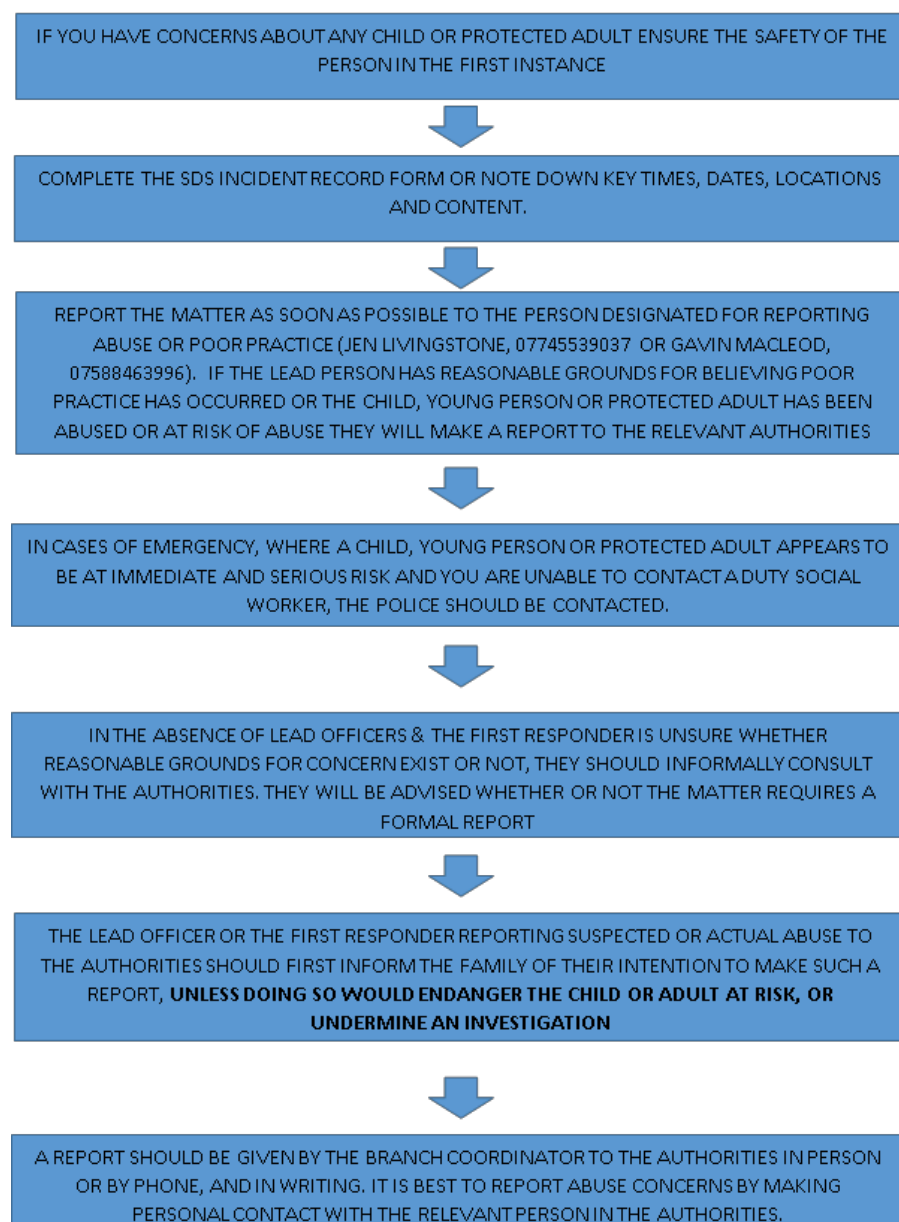 IF YOU HAVE CONCERNS ABOUT ANY CHILD OR PROTECTED ADULT ENSURE THE SAFETY OF THE
PERSON IN THE FIRST INSTANCE
COMPLETE THE SDS INCIDENT RECORD FORM OR NOTE DOWN KEY TIMES, DATES, LOCATIONS
AND CONTENT.
REPORT THE MATTER AS SOON AS POSSIBLE TO THE PERSON DESIGNATED FOR REPORTING
ABUSE OR POOR PRACTICE (JEN LIVINGSTONE, 07745539037 OR GAVIN MACLEOD,
07588463996). IF THE LEAD PERSON HAS REASONABLE GROUNDS FOR BELIEVING POOR
PRACTICE HAS OCCURRED OR THE CHILD, YOUNG PERSON OR PROTECTED ADULT HAS BEEN
ABUSED OR AT RISK OF ABUSE THEY WILL MAKE A REPORT TO THE RELEVANT AUTHORITIES
IN CASES OF EMERGENCY, WHERE A CHILD, YOUNG PERSON OR PROTECTED ADULT APPEARS TO
BE AT IMMEDIATE AND SERIOUS RISK AND YOU ARE UNABLE TO CONTACT A DUTY SOCIAL
WORKER, THE POLICE SHOULD BE CONTACTED.
IN THE ABSENCE OF LEAD OFFICERS & THE FIRST RESPONDER IS UNSURE WHETHER
REASONABLE GROUNDS FOR CONCERN EXIST OR NOT, THEY SHOULD INFORMALLY CONSULT
WITH THE AUTHORITIES. THEY WILL BE ADVISED WHETHER OR NOT THE MATTER REQUIRES A
FORMAL REPORT
THE LEAD OFFICER OR THE FIRST RESPONDER REPORTING SUSPECTED OR ACTUAL ABUSE TO
THE AUTHORITIES SHOULD FIRST INFORM THE FAMILY OF THEIR INTENTION TO MAKE SUCH A
REPORT, UNLESS DOING SO WOULD ENDANGER THE CHILD OR ADULT AT RISK, OR
UNDERMINE AN INVESTIGATION
A REPORT SHOULD BE GIVEN BY THE BRANCH COORDINATOR TO THE AUTHORITIES IN PERSON
OR BY PHONE, AND IN WRITING. IT IS BEST TO REPORT ABUSE CONCERNS BY MAKING
PERSONAL CONTACT WITH THE RELEVANT PERSON IN THE AUTHORITIES.